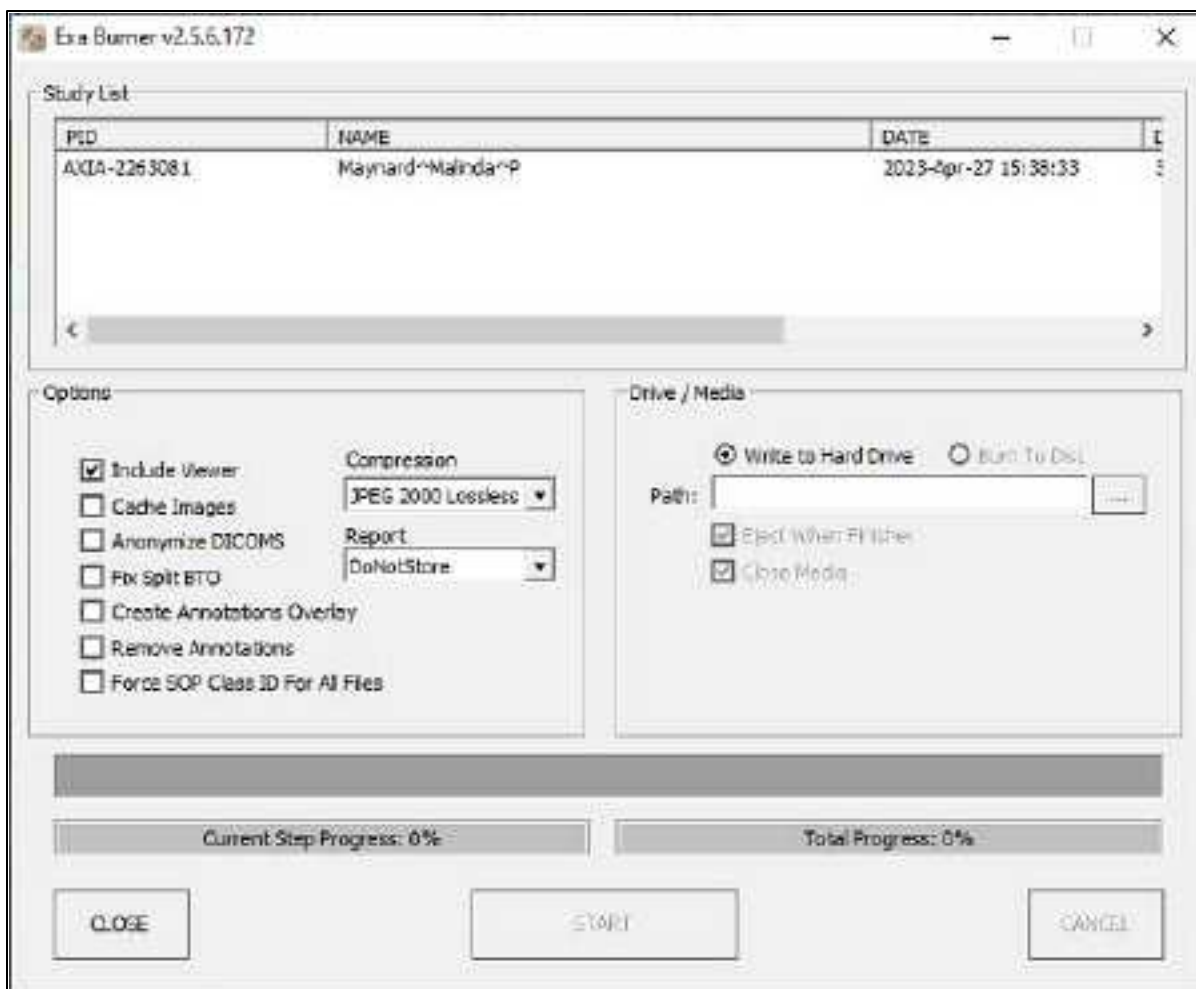 Exa Burner v2.5.6.172
Study List
PID NAME DATE
AXIA-2263081 Maynard^Malinda^P 2023-Apr-27 15:38:33
Options
Include Viewer
Cache Images
Anonymize DICOMS
Fix Split BTO
Create Annotations Overlay
Remove Annotations
Force SOP Class ID For All Files
Compression
JPEG 2000 Lossless
Report
DoNotStore
Drive / Media
Write to Hard Drive Burn To Disc
Path: ...
Eject When Finished
Close Media
Current Step Progress: 0% Total Progress: 0%
CLOSE START CANCEL